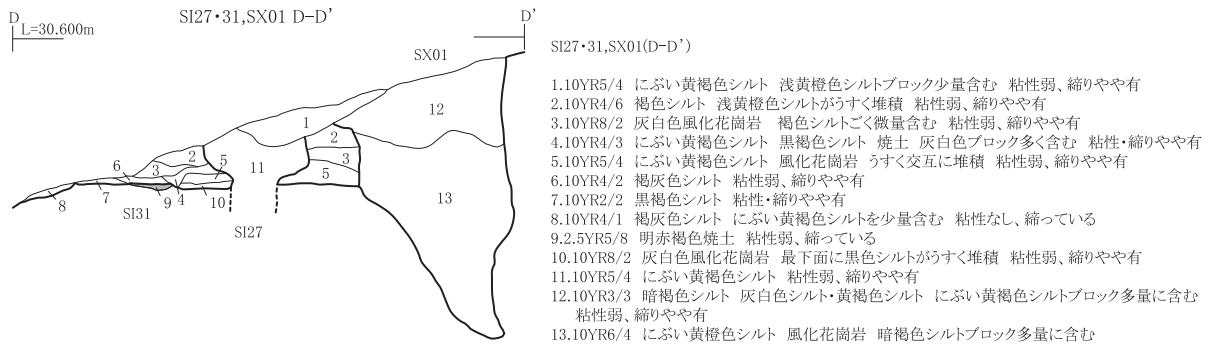 D
SI27・31,SX01 D-D'
D'
L=30.600m
SX01
12
1
2
2
11
5
3
3
6
5
7
4
10
9
8
SI31
SI27
13
SI27・31,SX01(D-D')
1.10YR5/4 にぶい黄褐色シルト 浅黄橙色シルトブロック少量含む 粘性弱、締りやや有
2.10YR4/6 褐色シルト 浅黄橙色シルトがうすく堆積 粘性弱、締りやや有
3.10YR8/2 灰白色風化花崗岩 褐色シルトごく微量含む 粘性弱、締りやや有
4.10YR4/3 にぶい黄褐色シルト 黒褐色シルト 焼土 灰白色ブロック多く含む 粘性・締りやや有
5.10YR5/4 にぶい黄褐色シルト 風化花崗岩 うすく交互に堆積 粘性弱、締りやや有
6.10YR4/2 褐灰色シルト 粘性弱、締りやや有
7.10YR2/2 黒褐色シルト 粘性・締りやや有
8.10YR4/1 褐灰色シルト にぶい黄褐色シルトを少量含む 粘性なし、締っている
9.2.5YR5/8 明赤褐色焼土 粘性弱、締っている
10.10YR8/2 灰白色風化花崗岩 最下面に黒色シルトがうすく堆積 粘性弱、締りやや有
11.10YR5/4 にぶい黄褐色シルト 粘性弱、締りやや有
12.10YR3/3 暗褐色シルト 灰白色シルト・黄褐色シルト にぶい黄褐色シルトブロック多量に含む
粘性弱、締りやや有
13.10YR6/4 にぶい黄橙色シルト 風化花崗岩 暗褐色シルトブロック多量に含む